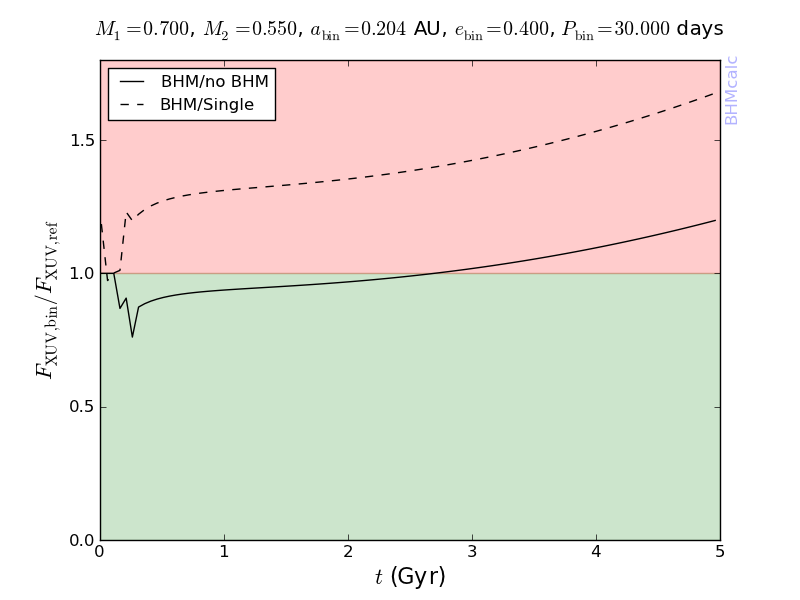 M₁ =0.700, M₂ =0.550, a_bin =0.204 AU, e_bin =0.400, P_bin =30.000 days
BHM/no BHM
BHM/Single
BHMcalc
F_XUV,bin/F_XUV,ref
1.5
1.0
0.5
0.0
0 1 2 3 4 5
t (Gyr)